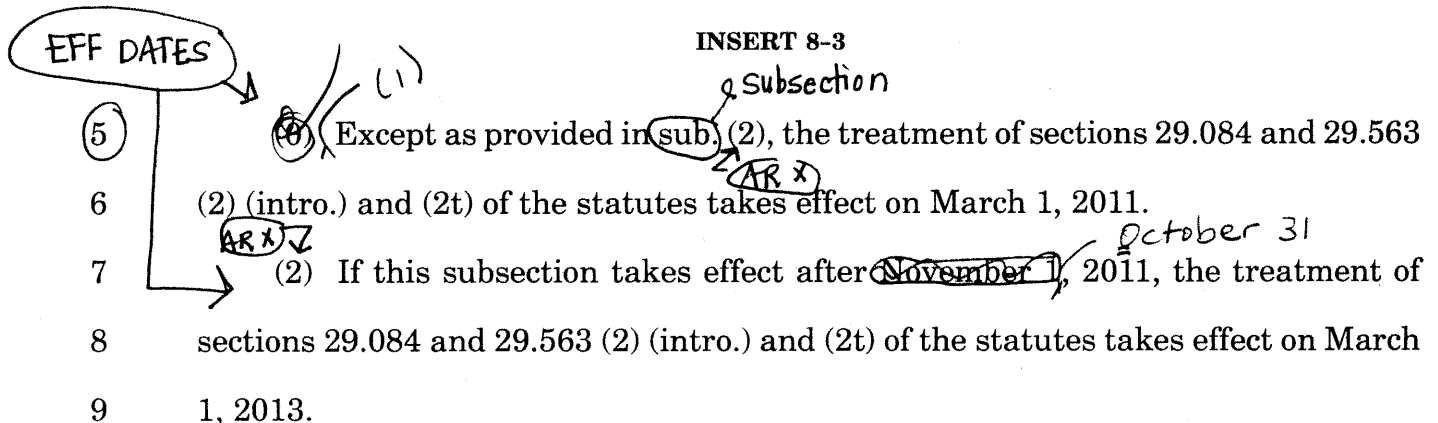 EFF DATES
INSERT 8-3
(1)
subsection
5 Except as provided in sub. (2), the treatment of sections 29.084 and 29.563
AR X
6 (2) (intro.) and (2t) of the statutes takes effect on March 1, 2011.
AR X
October 31
7 (2) If this subsection takes effect after November 1, 2011, the treatment of
8 sections 29.084 and 29.563 (2) (intro.) and (2t) of the statutes takes effect on March
9 1, 2013.